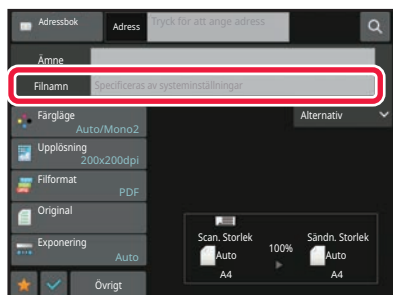 Adressbok
Adress
Tryck för att ange adress
Ämne
Filnamn
Specificeras av systeminställningar
Färgläge
Auto/Mono2
Alternativ
Upplösning
200x200dpi
Filformat
PDF
Original
Exponering
Auto
Scan. Storlek
100%
Sändn. Storlek
Auto
Auto
A4
A4
Övrigt